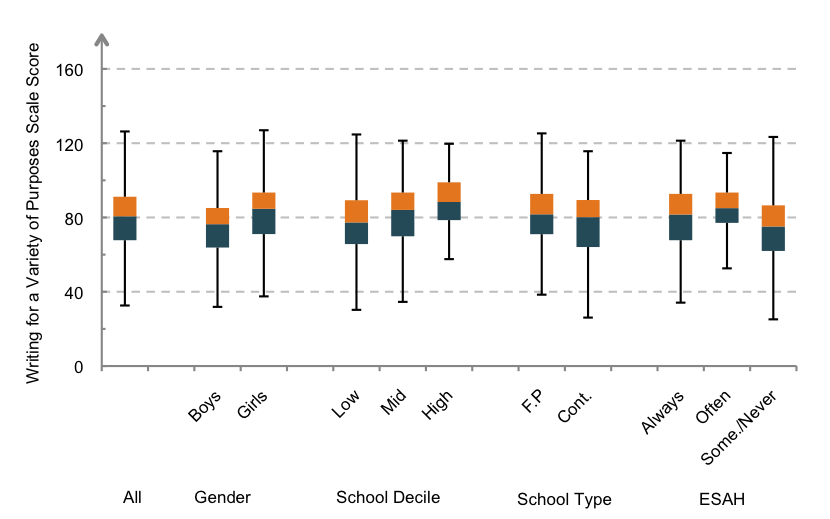 Writing for a Variety of Purposes Scale Score
160
120
80
40
0
Boys
Girls
Low
Mid
High
F.P
Cont.
Always
Often
Some./Never
All
Gender
School Decile
School Type
ESAH